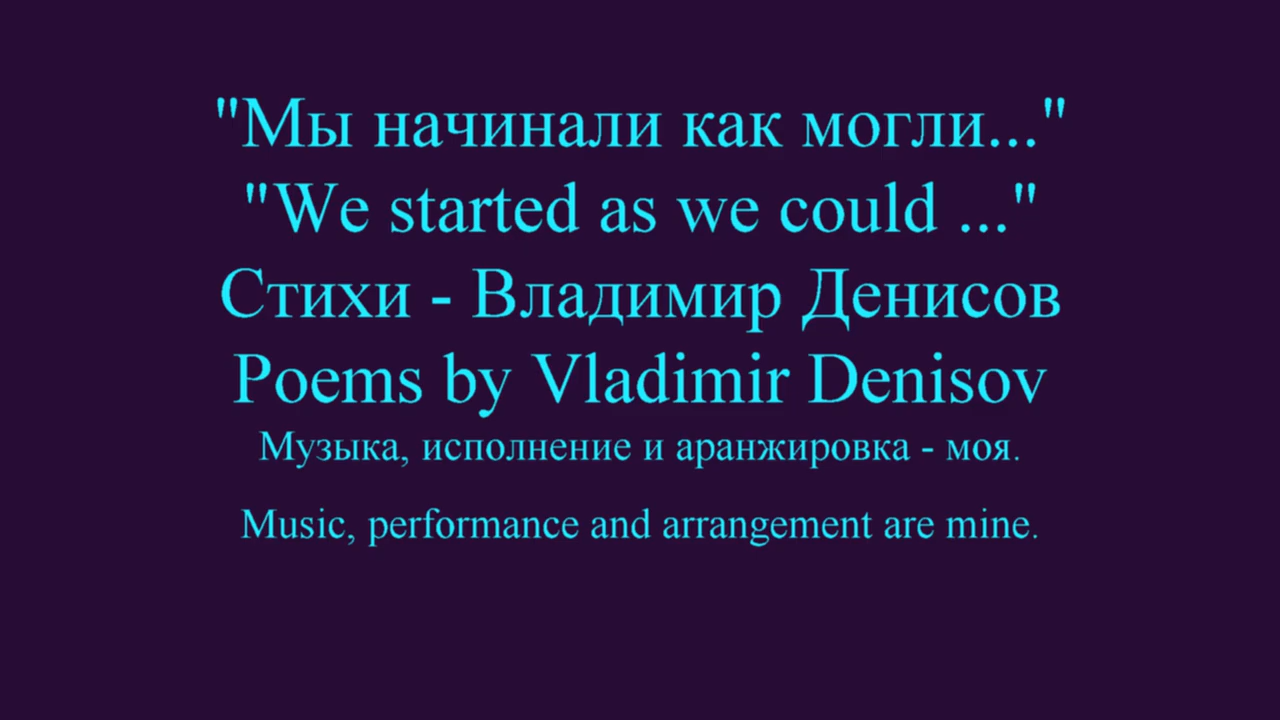 "Мы начинали как могли..."
"We started as we could ..."
Стихи - Владимир Денисов
Poems by Vladimir Denisov
Музыка, исполнение и аранжировка - моя.
Music, performance and arrangement are mine.